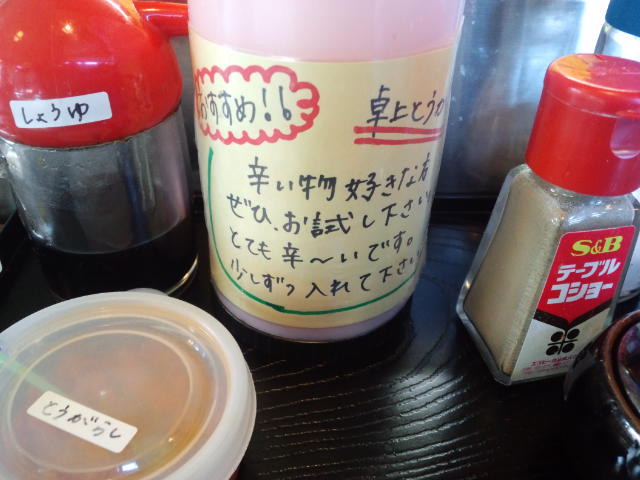 しょうゆ
おすすめ!!
卓上とうが
辛い物好きな方
ぜひ、お試し下さい
とても辛〜いです。
少しずつ入れて下さい
とうがらし
S&B
テーブル
コショー